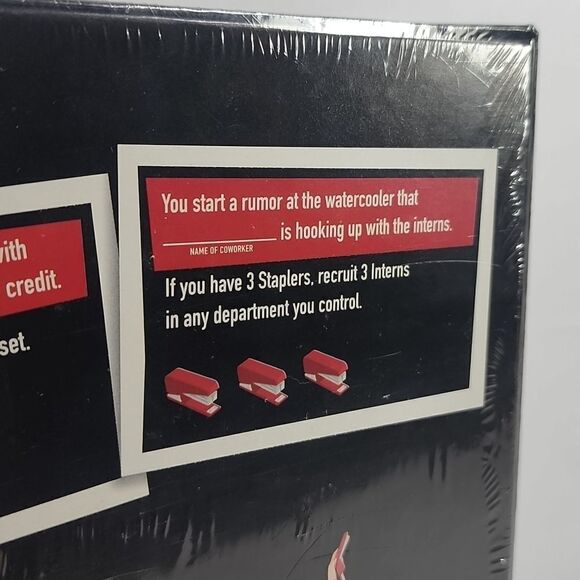 You start a rumor at the watercooler that
____________ is hooking up with the interns.
NAME OF COWORKER
If you have 3 Staplers, recruit 3 Interns
in any department you control.
with
credit.
set.